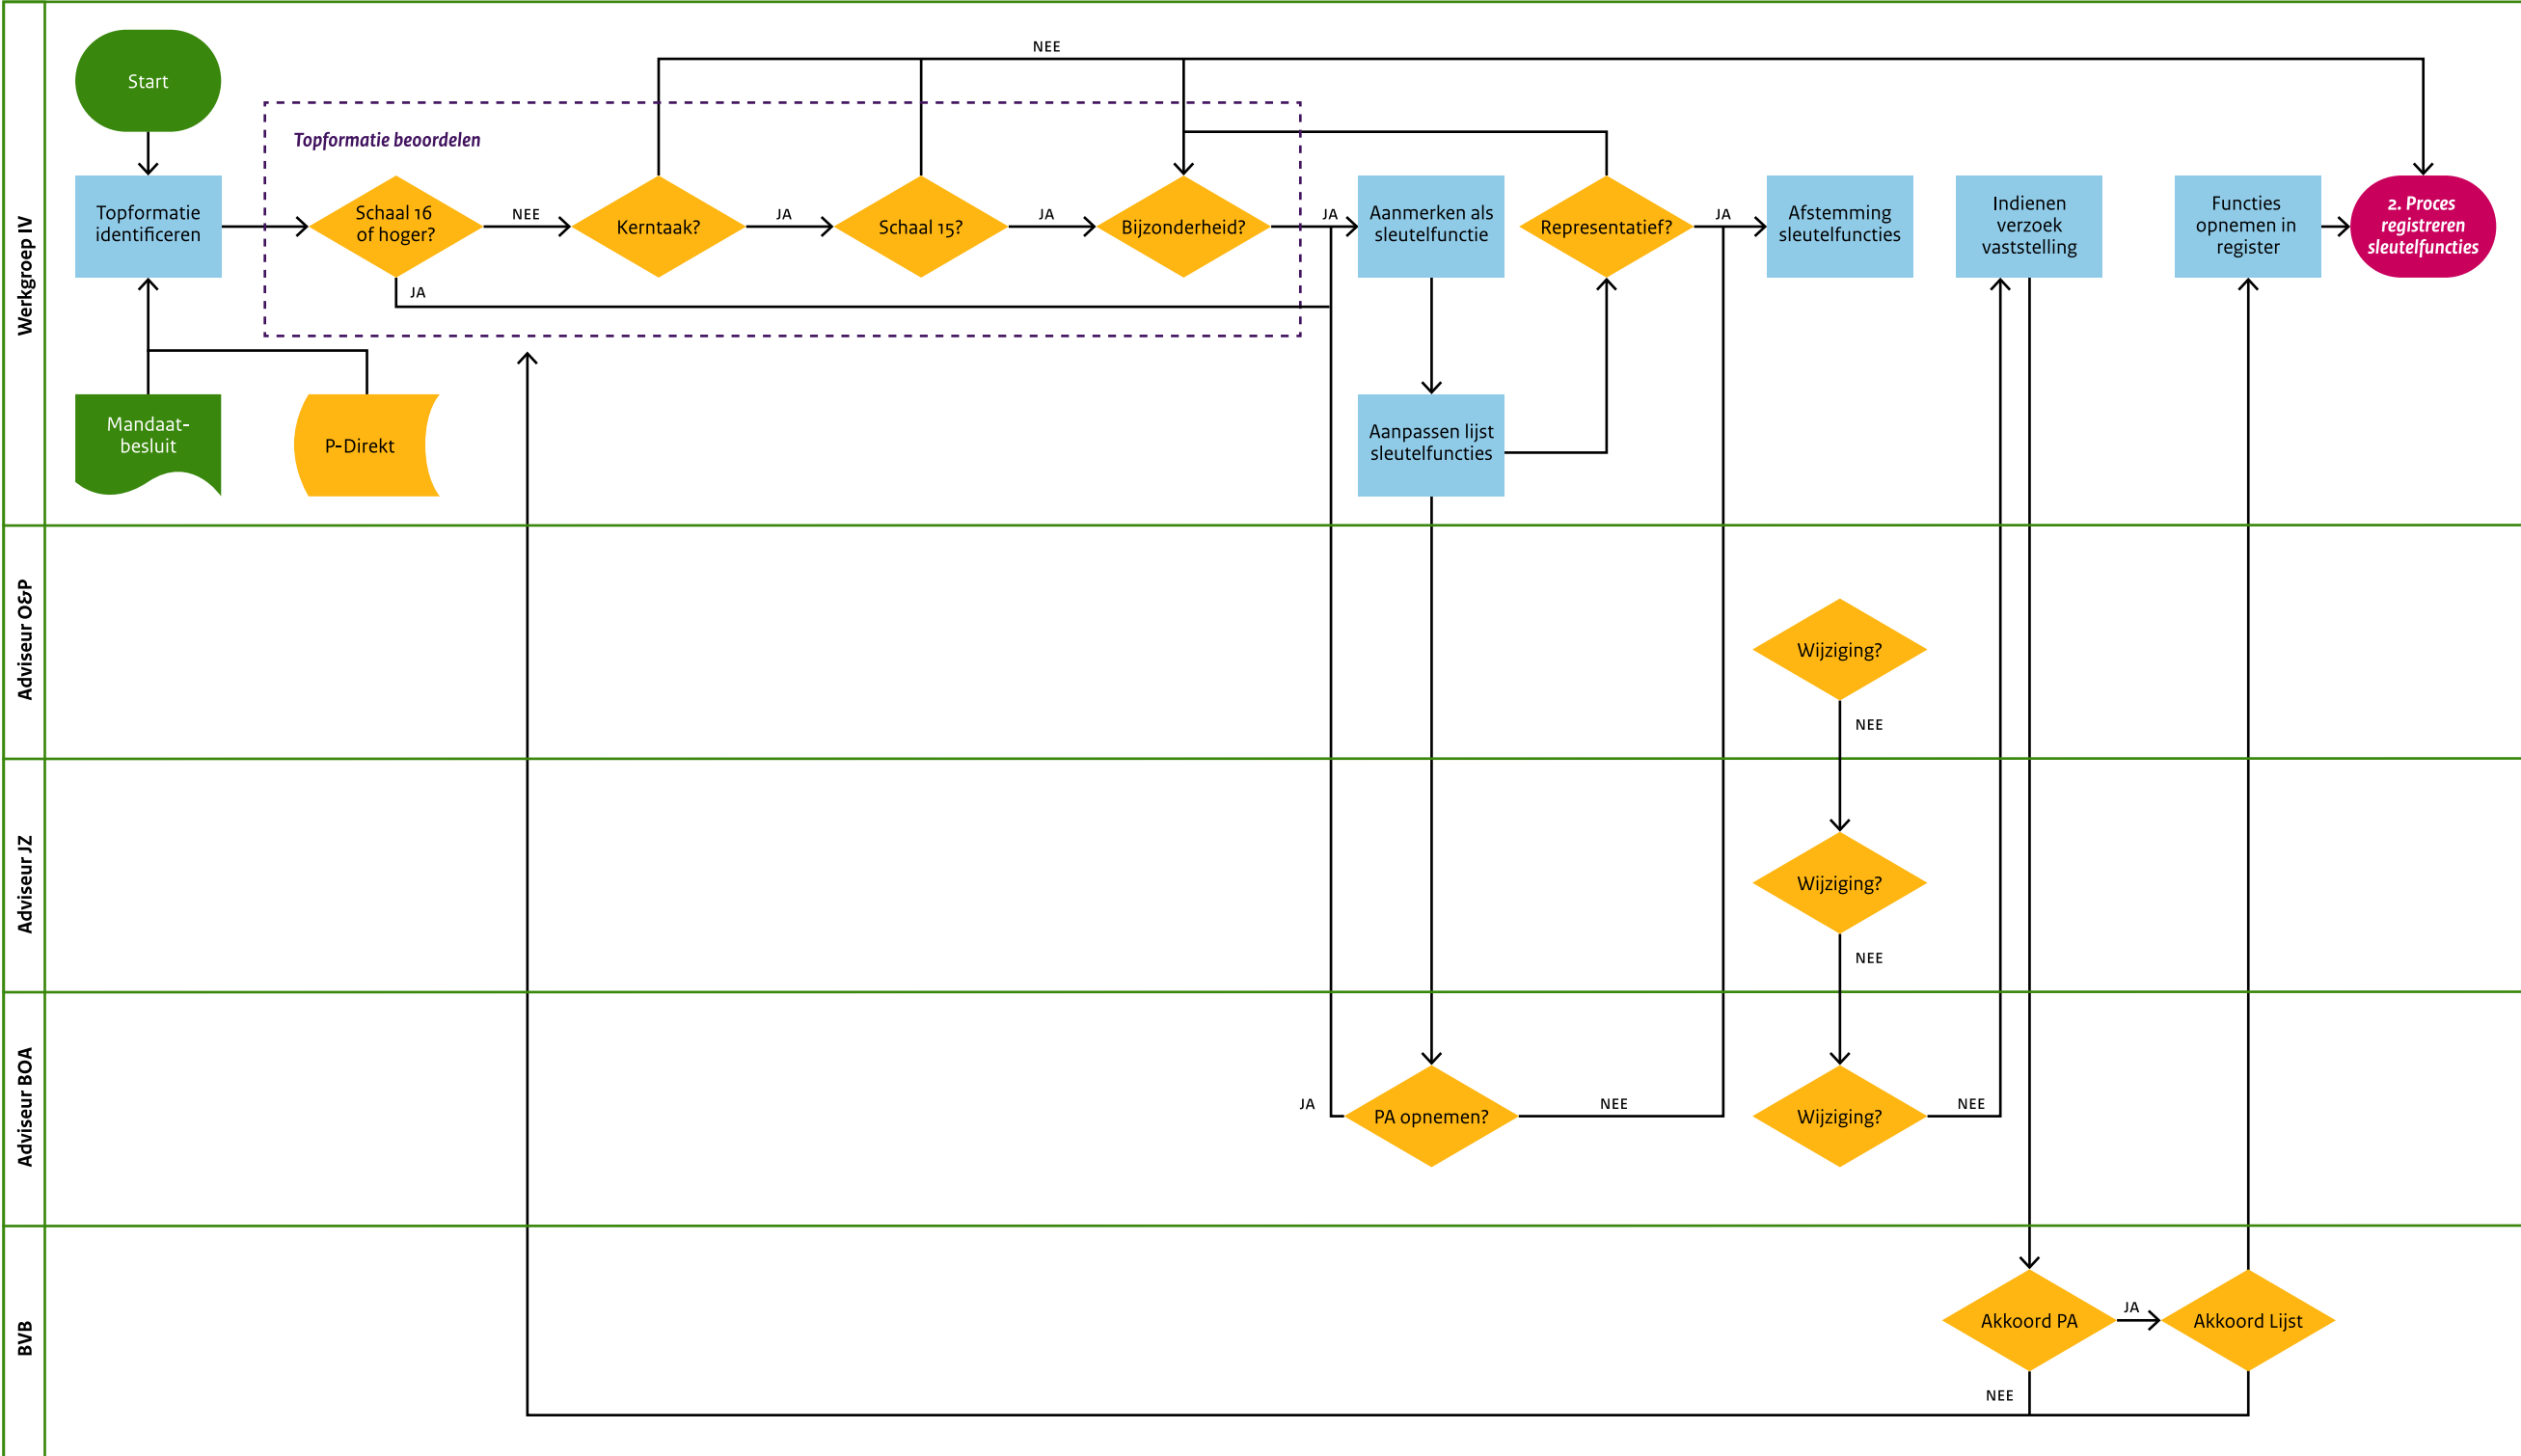 Werkgroep IV
NEE
Start
Topformatie beoordelen
Topformatie
identificeren
Schaal 16
of hoger?
NEE
Kerntaak?
JA
Schaal 15?
JA
Bijzonderheid?
JA
Aanmerken als
sleutelfunctie
Representatief?
JA
Afstemming
sleutelfuncties
Indienen
verzoek
vaststelling
Functies
opnemen in
register
2. Proces
registreren
sleutelfuncties
JA
Mandaat-
besluit
P-Direkt
Aanpassen lijst
sleutelfuncties
Adviseur O&P
Wijziging?
NEE
Adviseur JZ
Wijziging?
NEE
Adviseur BOA
JA
PA opnemen?
NEE
Wijziging?
NEE
BVB
Akkoord PA
JA
Akkoord Lijst
NEE